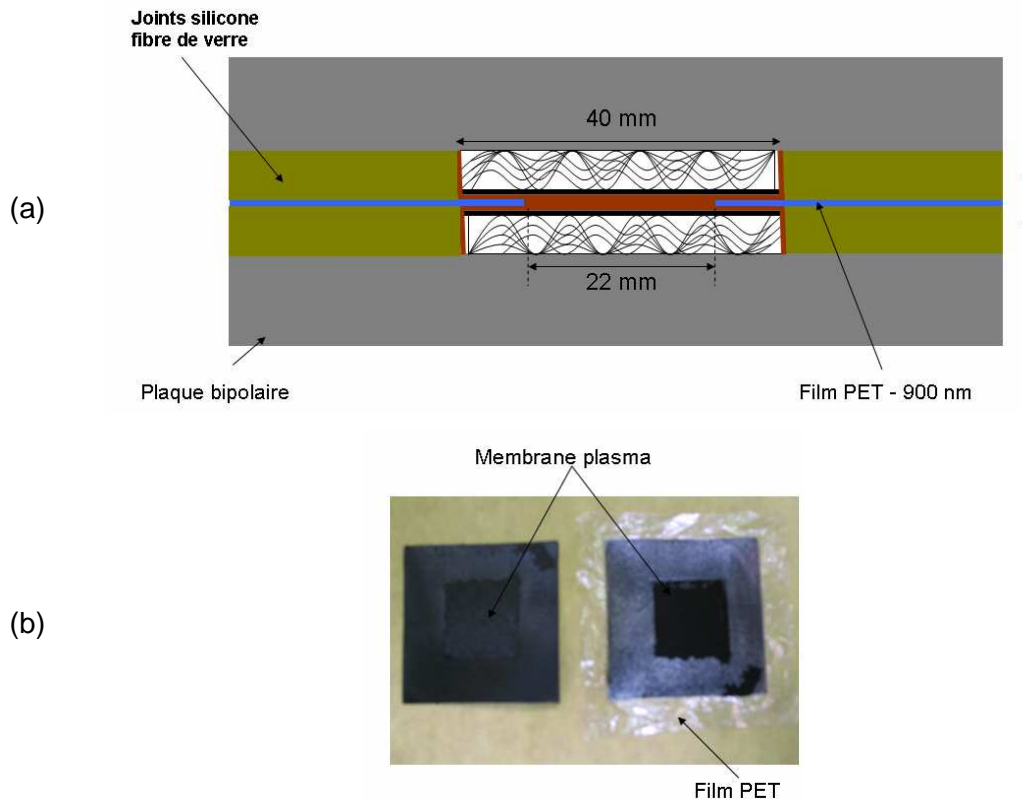 Joints silicone
fibre de verre
40 mm
(a)
22 mm
Plaque bipolaire
Film PET - 900 nm
Membrane plasma
(b)
Film PET